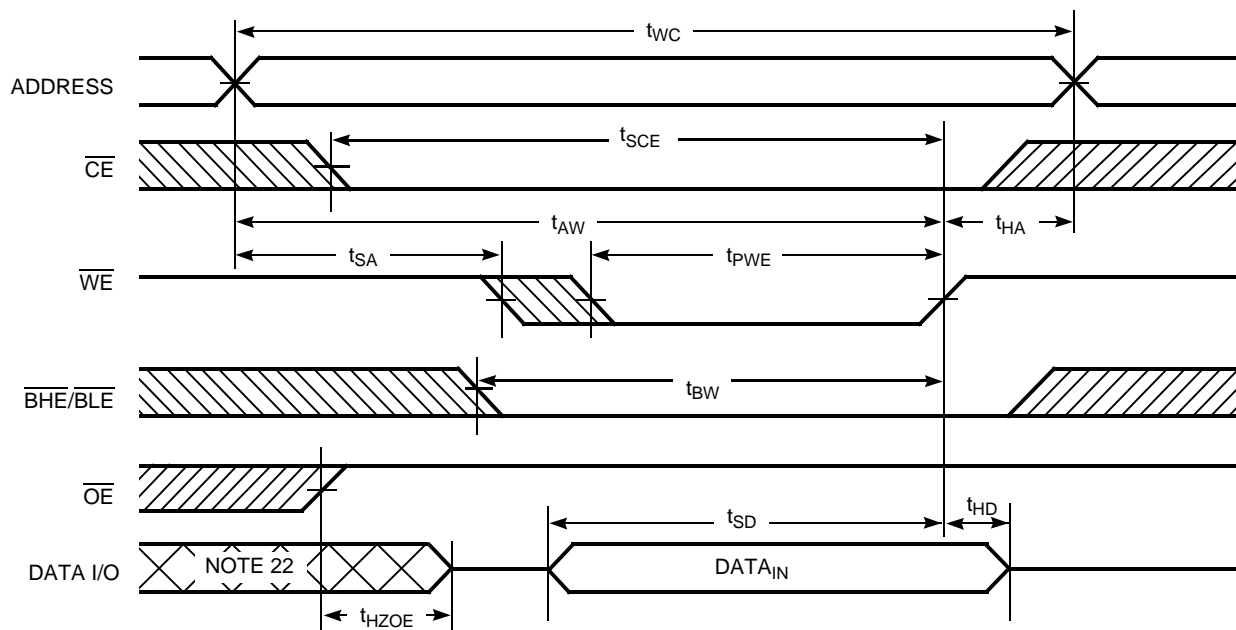 tWC
ADDRESS
tSCE
CE
tAW
tHA
tSA
tPWE
WE
tBW
BHE/BLE
OE
tSD
tHD
DATA I/O
NOTE 22
DATAIN
tHZOE